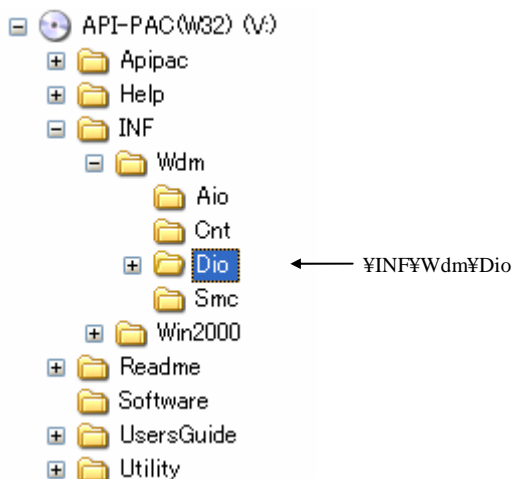 API-PAC(W32) (V:)
Apipac
Help
INF
Wdm
Aio
Cnt
Dio
¥INF¥Wdm¥Dio
Smc
Win2000
Readme
Software
UsersGuide
Utility